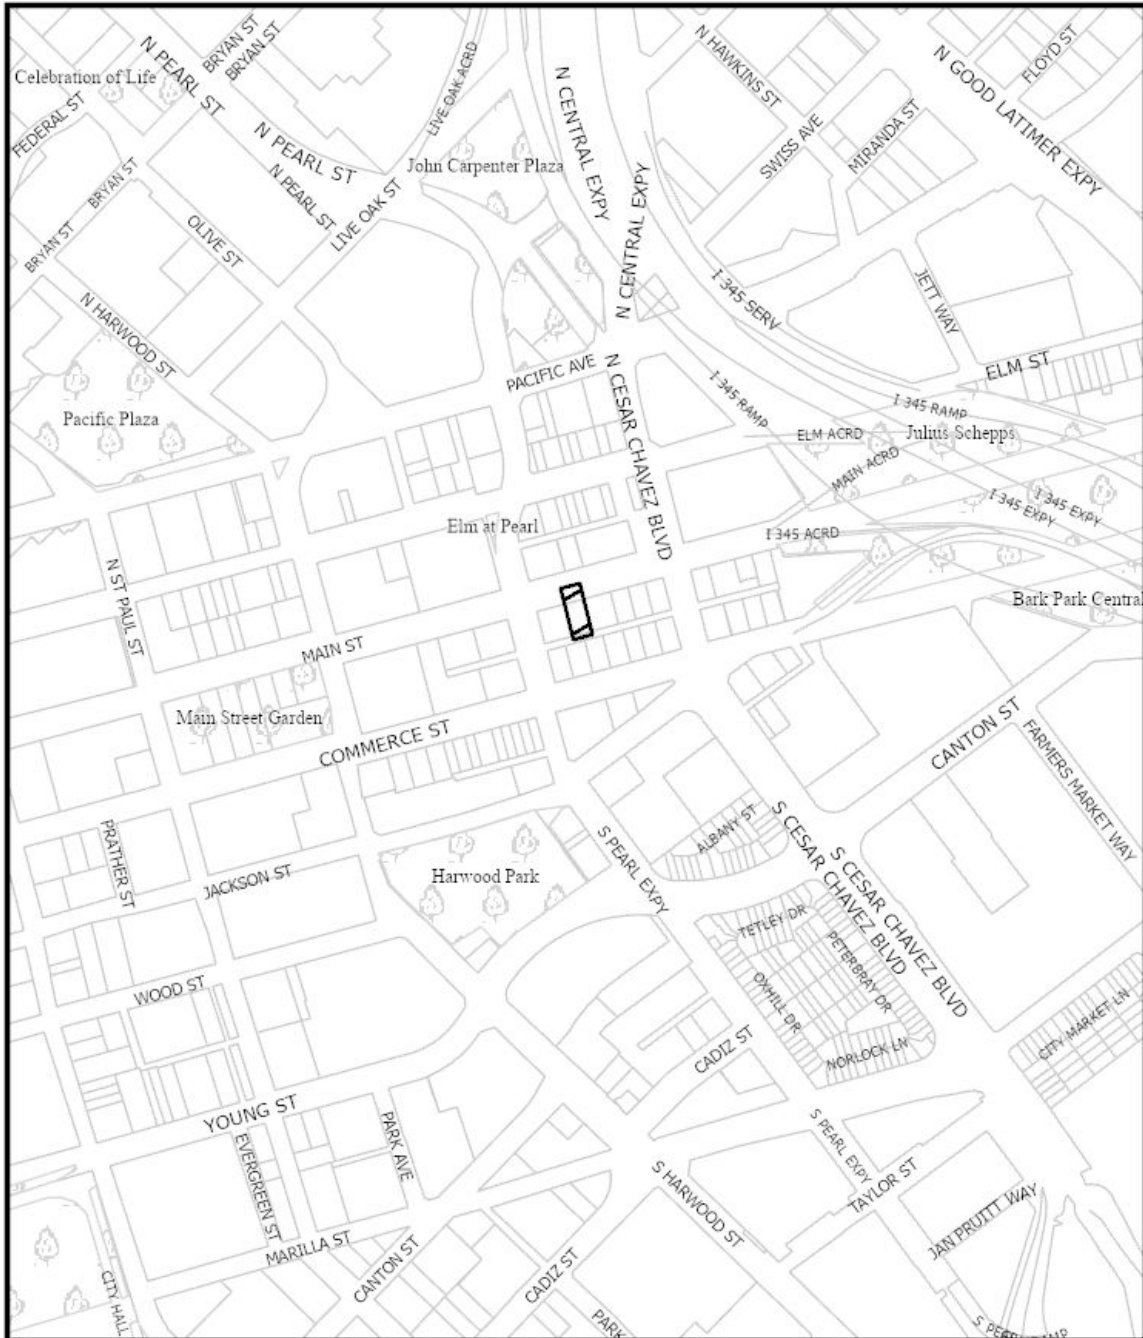 BRYAN ST
BRYAN ST
N PEARL ST
Celebration of Life
FEDERAL ST
LIVE OAK ACRD
N CENTRAL EXPY
N HAWKINS ST
FLOYD ST
N GOOD LATIMER EXPY
SWISS AVE
MIRANDA ST
N PEARL ST
John Carpenter Plaza
BRYAN ST
N PEARL ST
LIVE OAK ST
N CENTRAL EXPY
OLIVE ST
BRYAN ST
I 345 SERV
JETT WAY
N HARWOOD ST
PACIFIC AVE
N CESAR CHAVEZ BLVD
ELM ST
I 345 RAMP
I 345 RAMP
Pacific Plaza
ELM ACRD
Julius Schepps
MAIN ACRD
Elm at Pearl
I 345 EXPY
I 345 EXPY
I 345 ACRD
N ST PAUL ST
Bark Park Central
MAIN ST
Main Street Garden
COMMERCE ST
CANTON ST
FARMERS MARKET WAY
PRATHER ST
S PEARL EXPY
ALBANY ST
S CESAR CHAVEZ BLVD
S CESAR CHAVEZ BLVD
JACKSON ST
Harwood Park
TETLEY DR
PETERBRAY DR
OXHILL DR
WOOD ST
NORLOCK LN
CITY MARKET LN
CADIZ ST
YOUNG ST
EVERGREEN ST
PARK AVE
S PEARL EXPY
S HARWOOD ST
TAYLOR ST
JAN PRUITT WAY
MARILLA ST
CANTON ST
CADIZ ST
CITY HALL
PARK